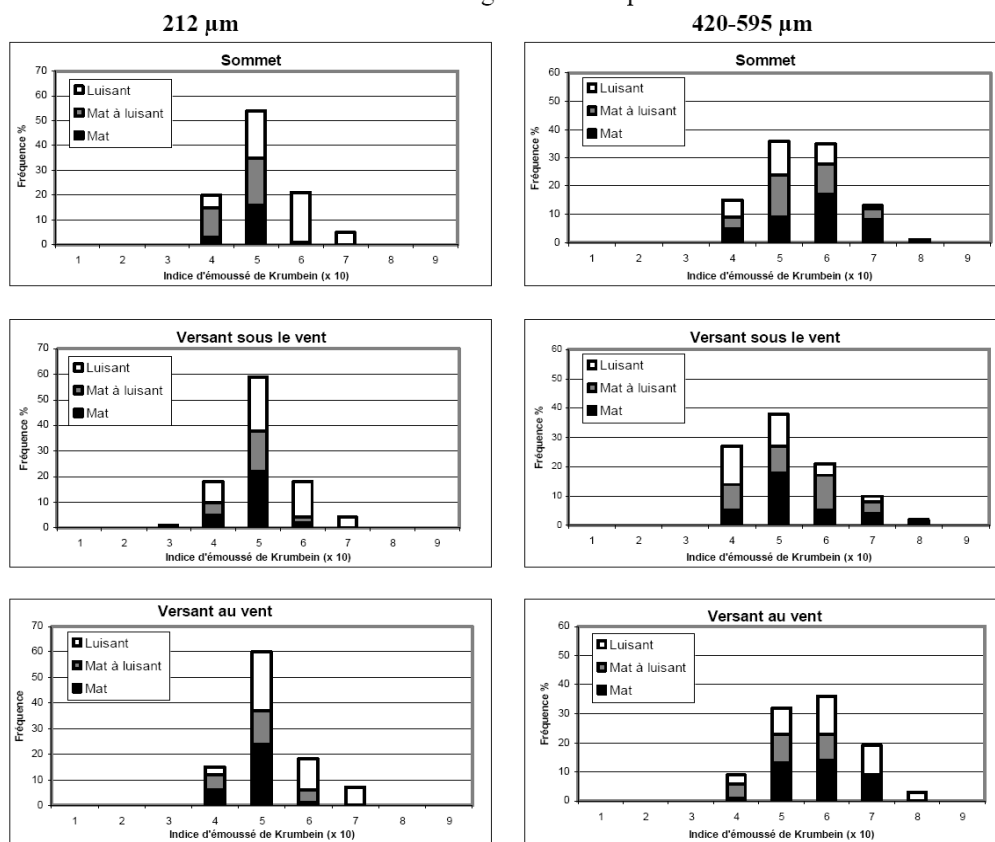 212 µm
420-595 µm
Sommet
70
60
50
40
30
20
10
0
Fréquence %
Luisant
Mat à luisant
Mat
1 2 3 4 5 6 7 8 9
Indice d'émoussé de Krumbein (x 10)
Sommet
60
50
40
30
20
10
0
Fréquence %
Luisant
Mat à luisant
Mat
1 2 3 4 5 6 7 8 9
Indice d'émoussé de Krumbein (x 10)
Versant sous le vent
70
60
50
40
30
20
10
0
Fréquence %
Luisant
Mat à luisant
Mat
1 2 3 4 5 6 7 8 9
Indice d'émoussé de Krumbein (x 10)
Versant sous le vent
60
50
40
30
20
10
0
Fréquence %
Luisant
Mat à luisant
Mat
1 2 3 4 5 6 7 8 9
Indice d'émoussé de Krumbein (x 10)
Versant au vent
70
60
50
40
30
20
10
0
Fréquence
Luisant
Mat à luisant
Mat
1 2 3 4 5 6 7 8 9
Indice d'émoussé de Krumbein (x 10)
Versant au vent
60
50
40
30
20
10
0
Fréquence %
Luisant
Mat à luisant
Mat
1 2 3 4 5 6 7 8 9
Indice d'émoussé de Krumbein (x 10)